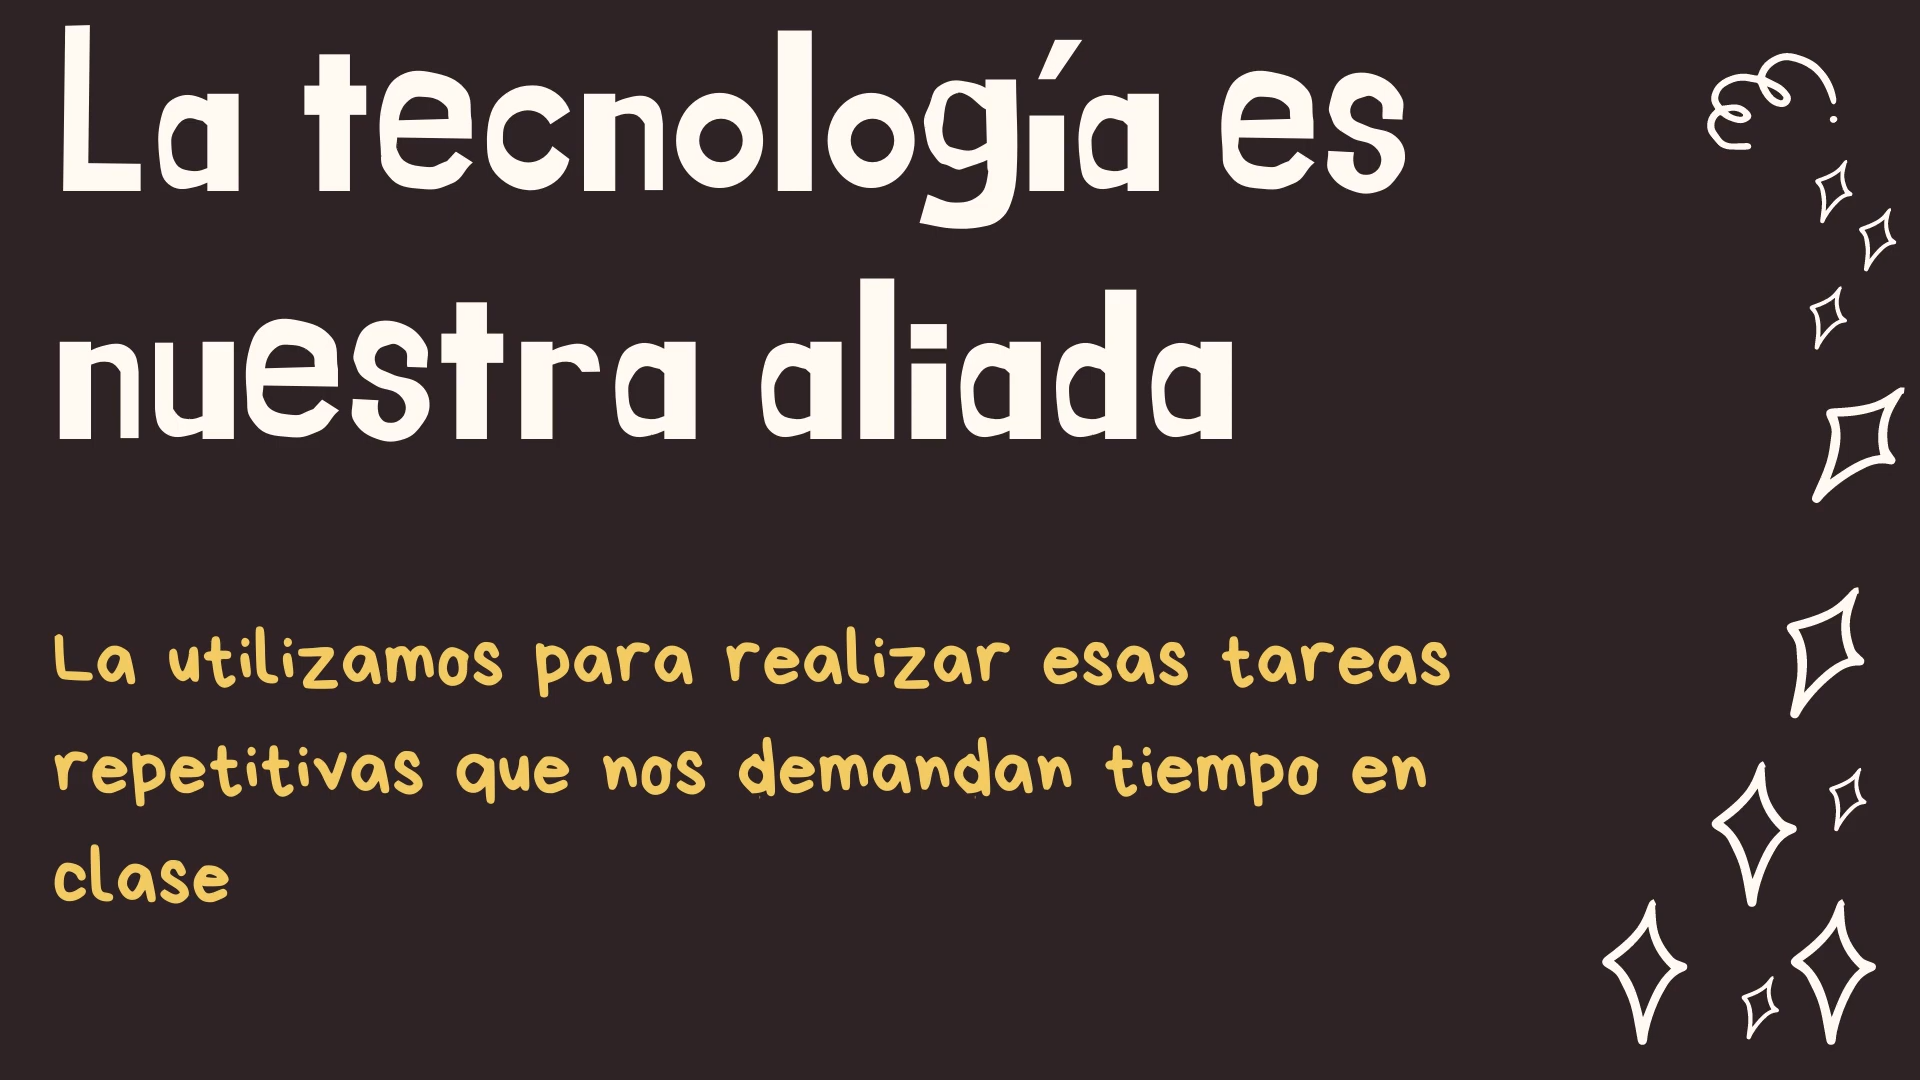 La tecnología es
nuestra aliada
La utilizamos para realizar esas tareas
repetitivas que nos demandan tiempo en
clase